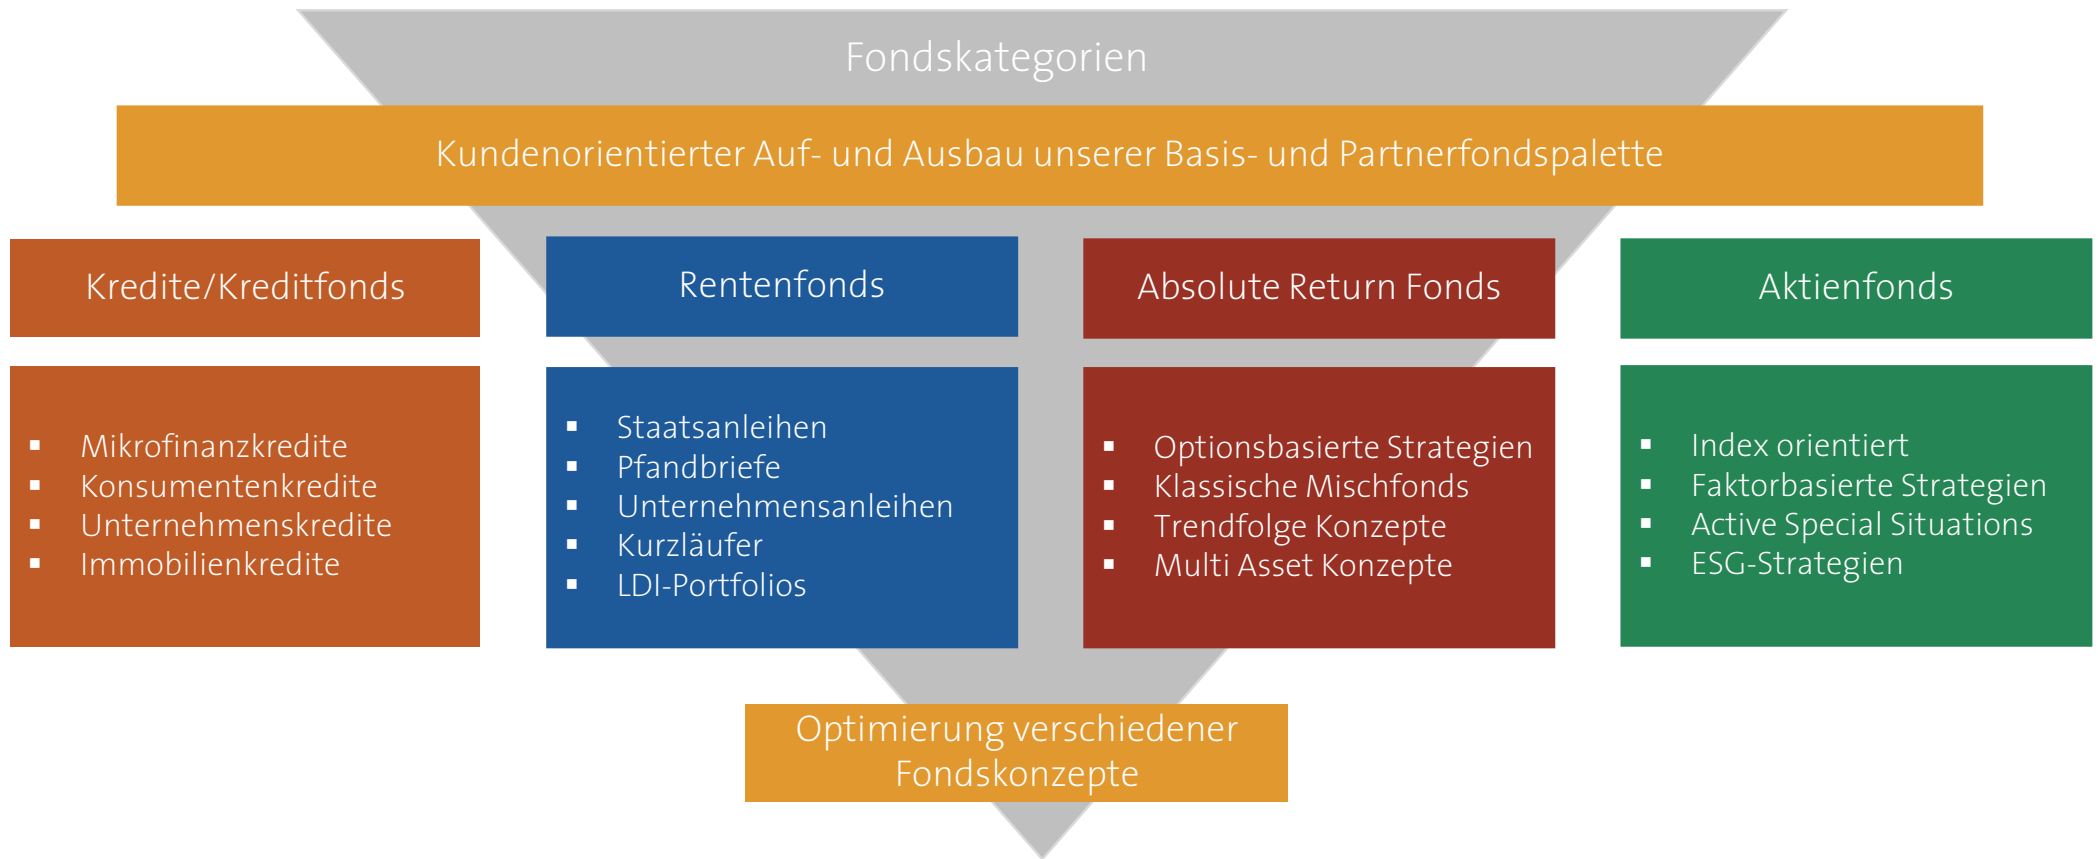 Fondskategorien
Kundenorientierter Auf- und Ausbau unserer Basis- und Partnerfondspalette
Kredite/Kreditfonds
▪ Mikrofinanzkredite
▪ Konsumentenkredite
▪ Unternehmenskredite
▪ Immobilienkredite
Rentenfonds
▪ Staatsanleihen
▪ Pfandbriefe
▪ Unternehmensanleihen
▪ Kurzläufer
▪ LDI-Portfolios
Absolute Return Fonds
▪ Optionsbasierte Strategien
▪ Klassische Mischfonds
▪ Trendfolge Konzepte
▪ Multi Asset Konzepte
Aktienfonds
▪ Index orientiert
▪ Faktorbasierte Strategien
▪ Active Special Situations
▪ ESG-Strategien
Optimierung verschiedener
Fondskonzepte